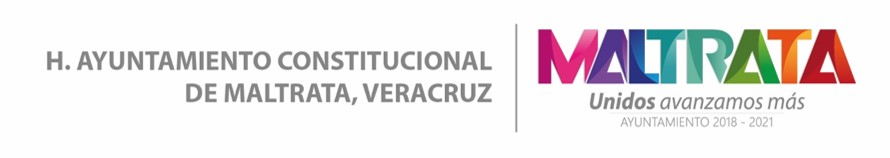 H. AYUNTAMIENTO CONSTITUCIONAL
DE MALTRATA, VERACRUZ
MALTRATA
Unidos avanzamos más
AYUNTAMIENTO 2018 - 2021